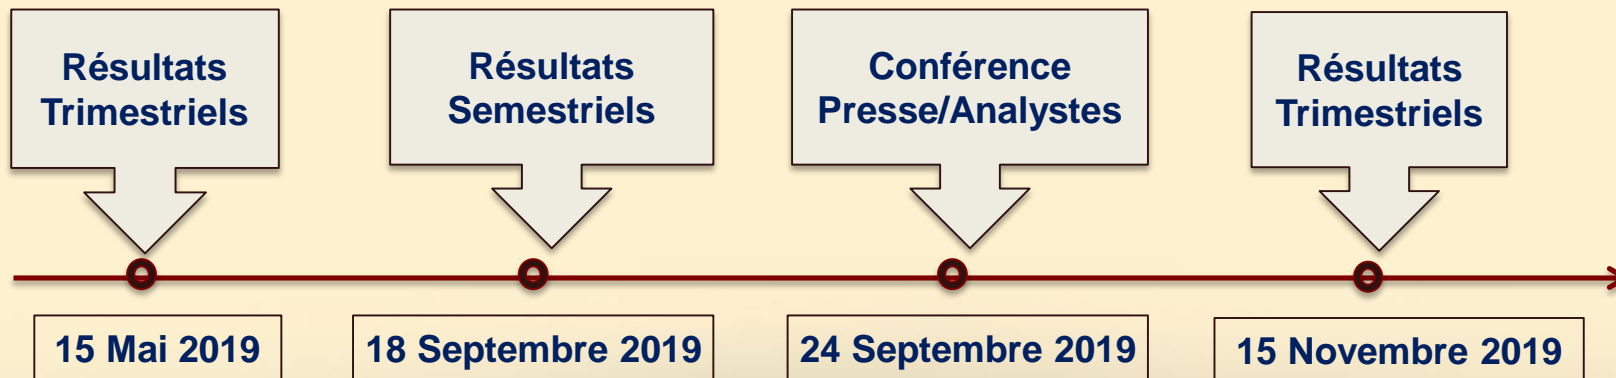 Résultats
Trimestriels
Résultats
Semestriels
Conférence
Presse/Analystes
Résultats
Trimestriels
15 Mai 2019
18 Septembre 2019
24 Septembre 2019
15 Novembre 2019